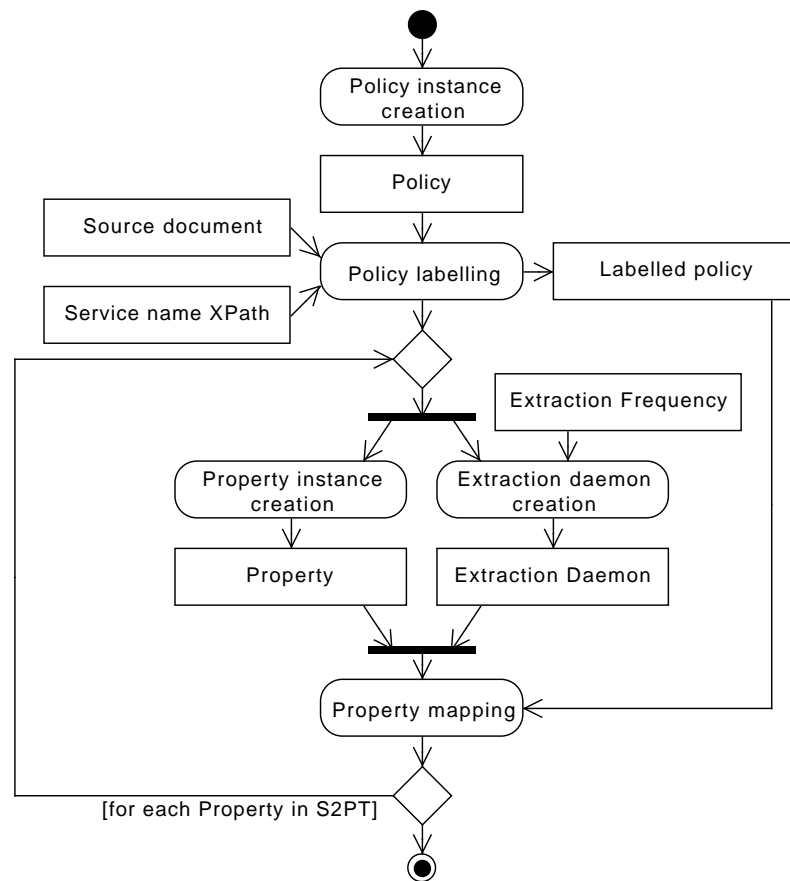 Policy instance
creation
Policy
Source document
Policy labelling
Labelled policy
Service name XPath
Extraction Frequency
Property instance
creation
Extraction daemon
creation
Property
Extraction Daemon
Property mapping
[for each Property in S2PT]